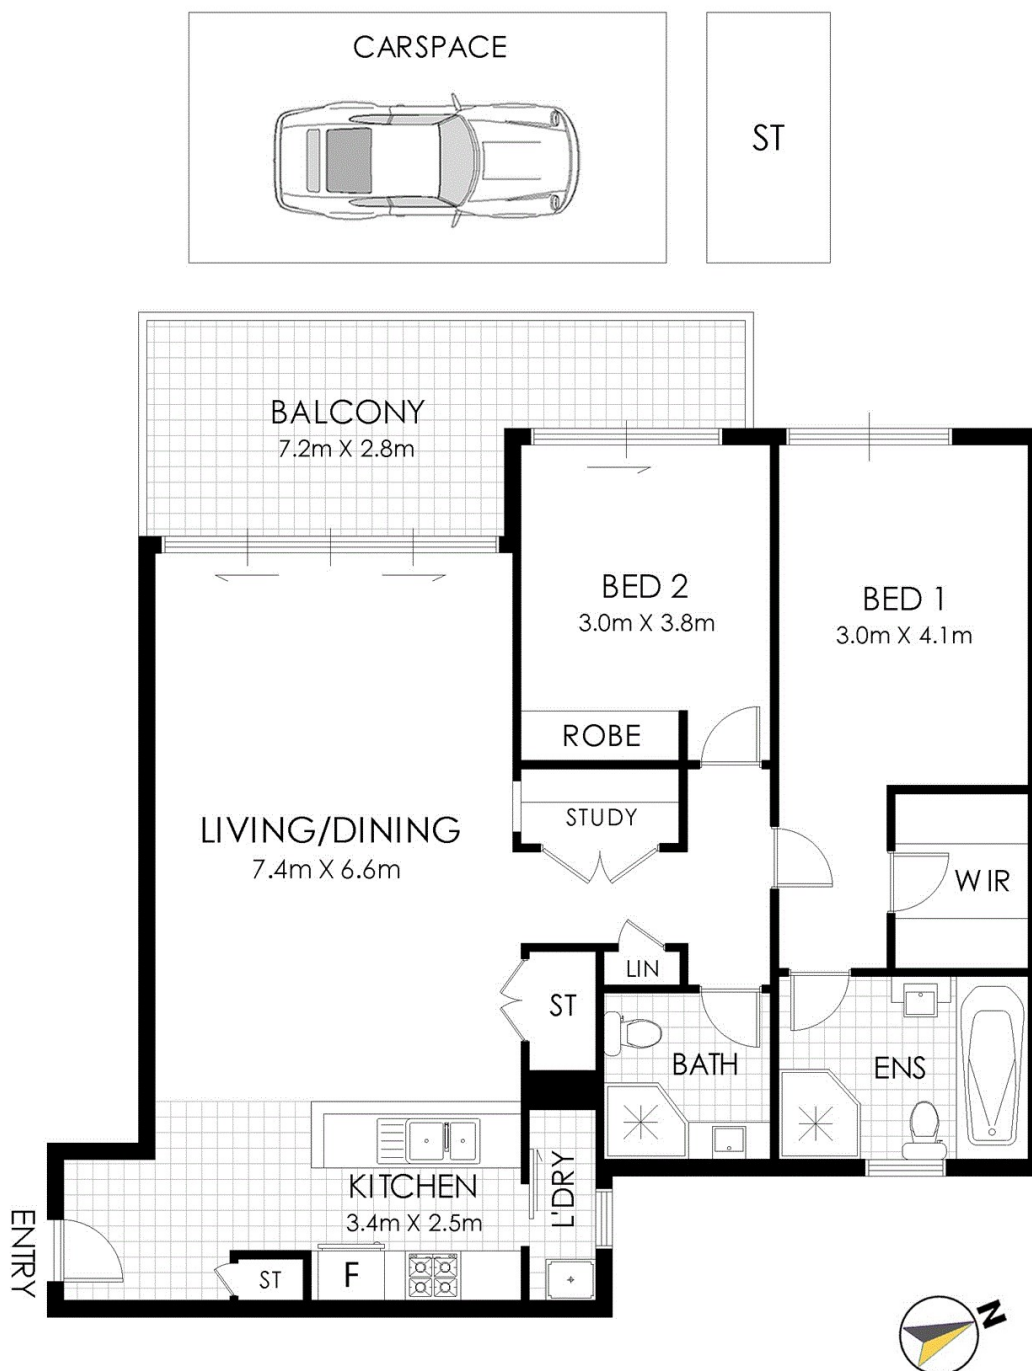 CARSPACE
ST
BALCONY
7.2m X 2.8m
BED 2
3.0m X 3.8m
BED 1
3.0m X 4.1m
ROBE
STUDY
LIVING/DINING
7.4m X 6.6m
WIR
LIN
ST
BATH
ENS
KITCHEN
3.4m X 2.5m
L'DRY
ENTRY
ST
F
N